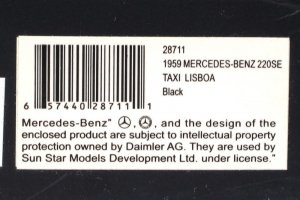 28711
1959 MERCEDES-BENZ 220SE
TAXI LISBOA
Black
6 57440 28711 1
Mercedes-Benz" , and the design of the
enclosed product are subject to intellectual property
protection owned by Daimler AG. They are used by
Sun Star Models Development Ltd. under license."